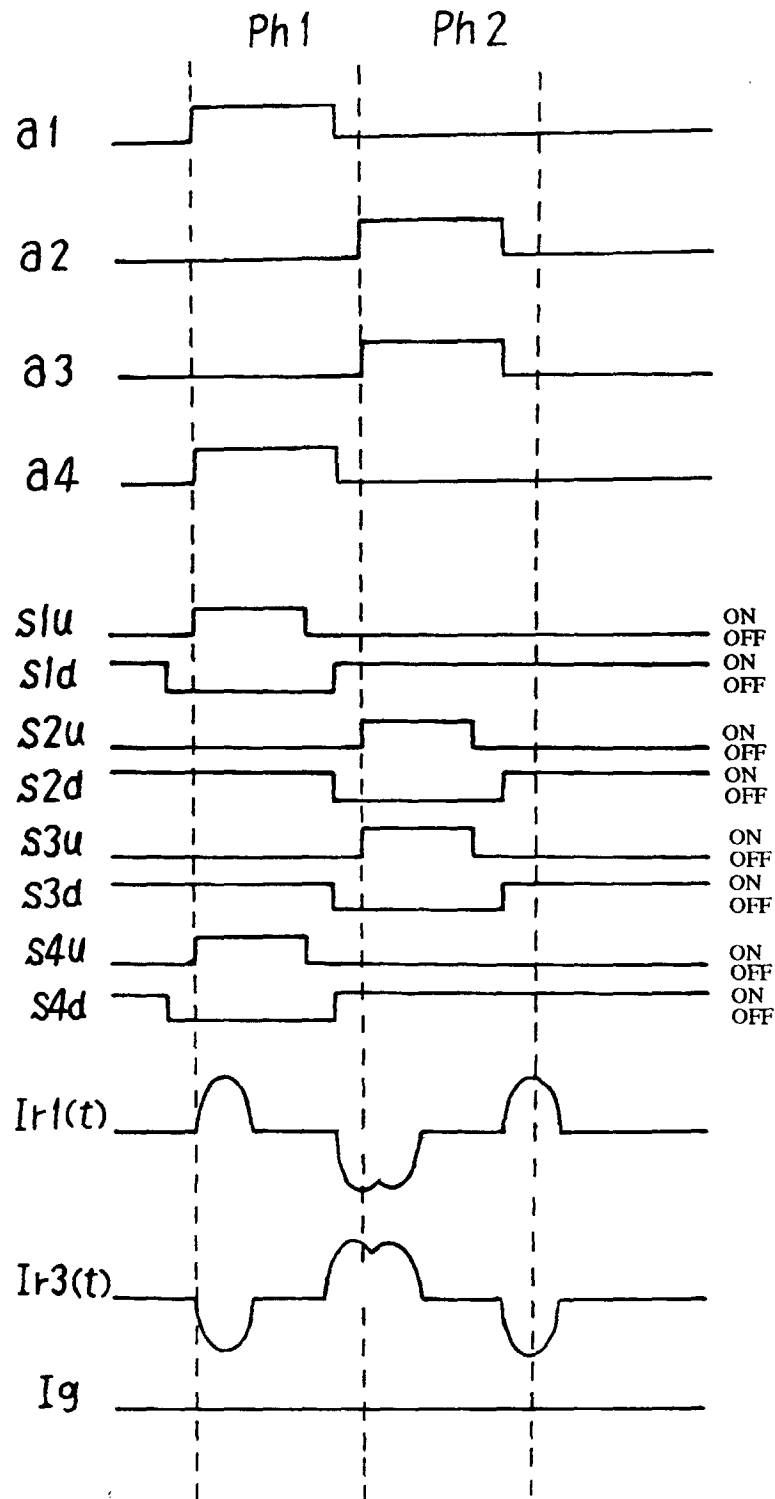 Ph1 Ph2
a1
a2
a3
a4
s1u ON
OFF
s1d ON
OFF
s2u ON
OFF
s2d ON
OFF
s3u ON
OFF
s3d ON
OFF
s4u ON
OFF
s4d ON
OFF
Ir1(t)
Ir3(t)
Ig